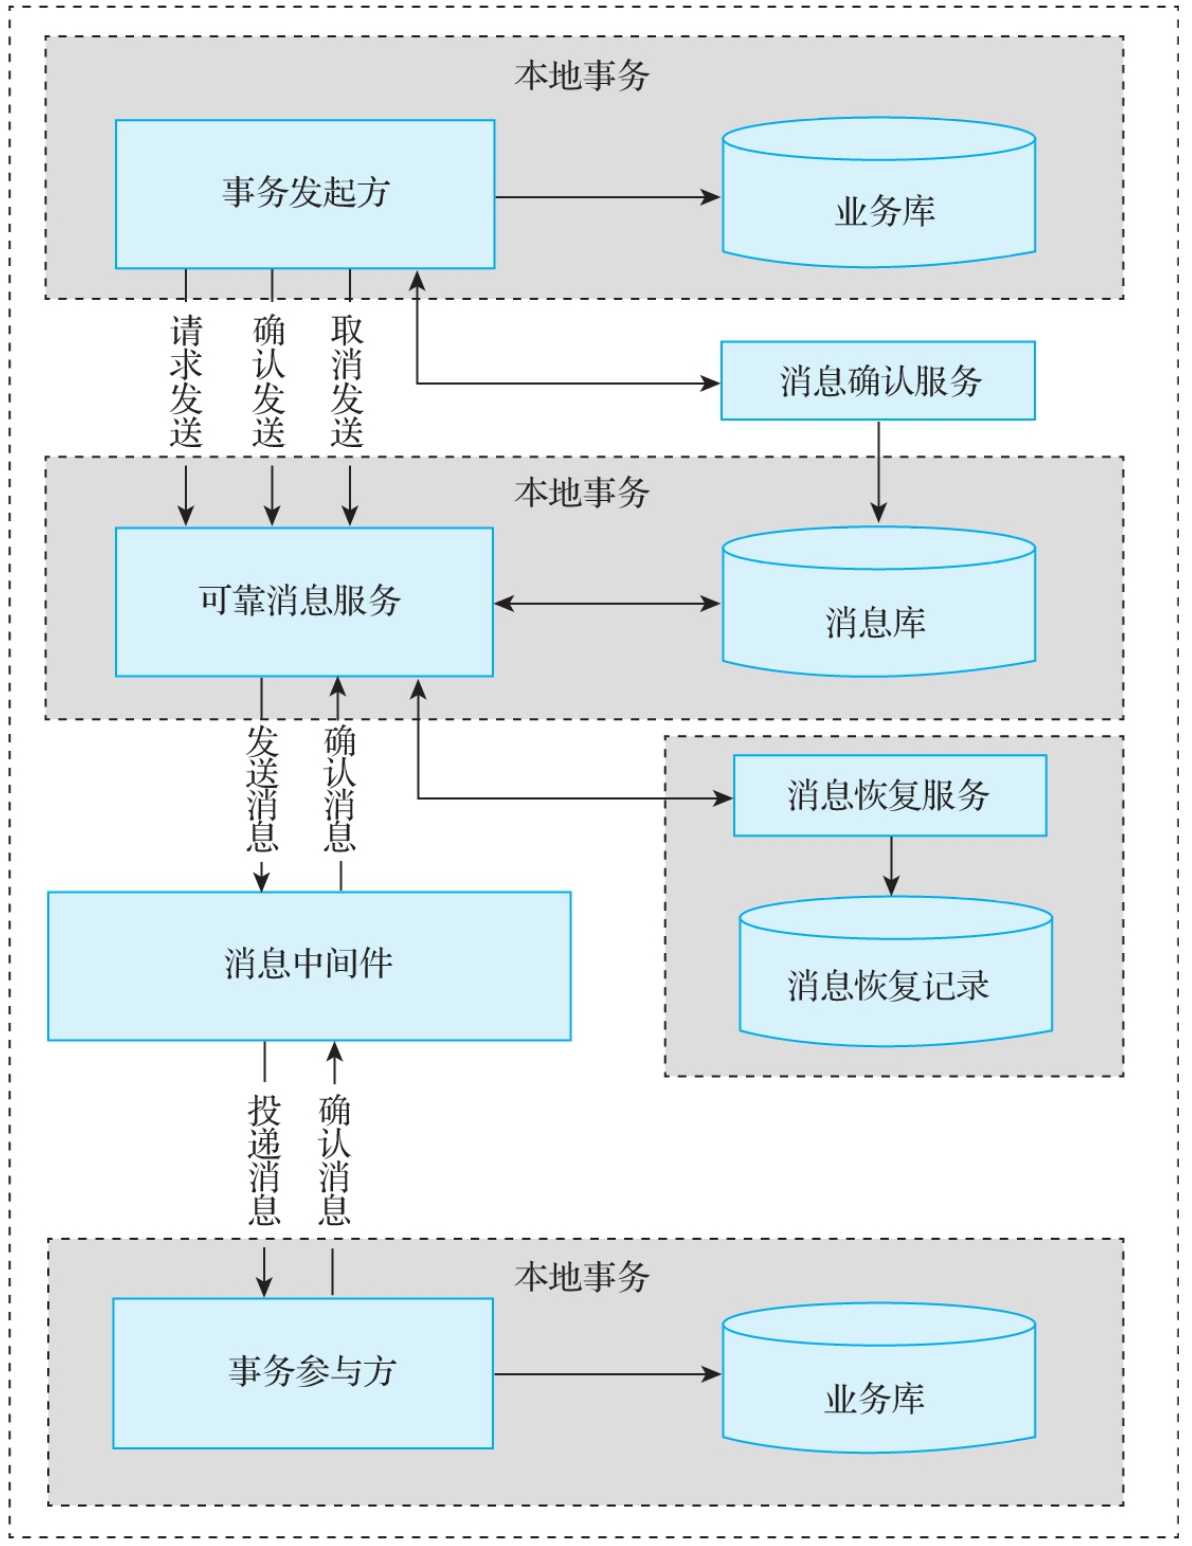 本地事务
事务发起方
业务库
请求发送
确认发送
取消发送
消息确认服务
本地事务
可靠消息服务
消息库
发送消息
确认消息
消息恢复服务
消息恢复记录
消息中间件
投递消息
确认消息
本地事务
事务参与方
业务库